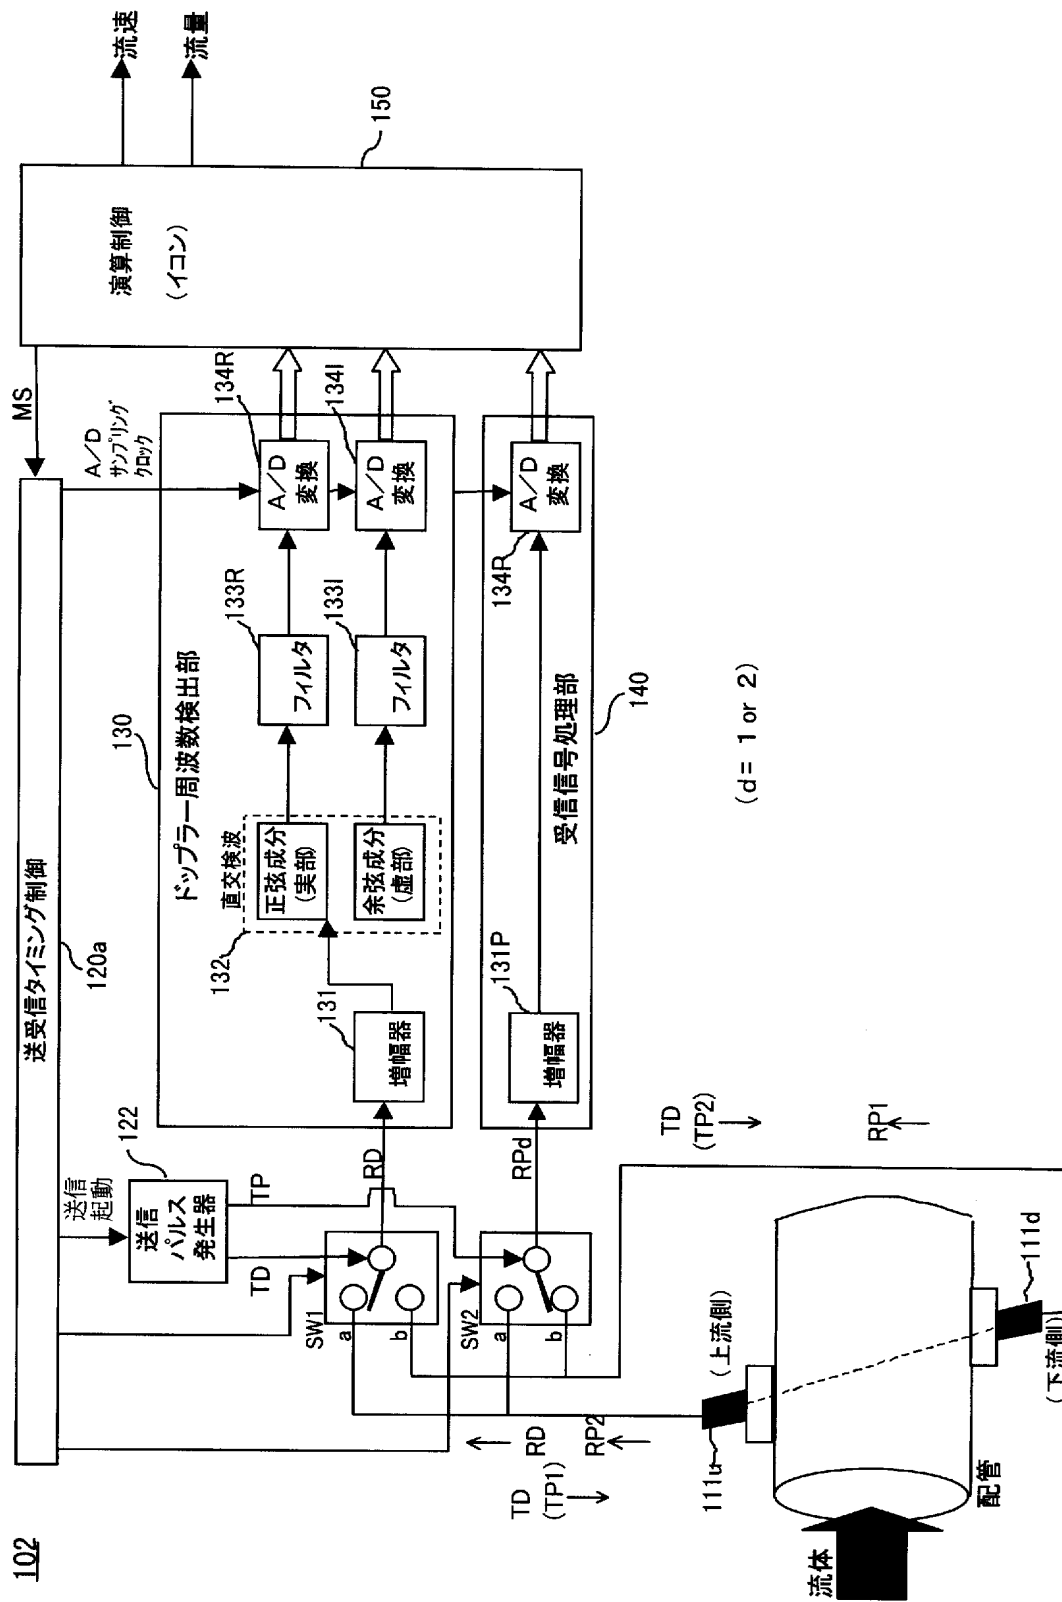 102
送受信タイミング制御
120a
MS
A/D
サンプリング
クロック
送信
起動
122
送信
パルス
発生器
TD
TP
130
ドップラー周波数検出部
直交検波
132
正弦成分
(実部)
余弦成分
(虚部)
131
増幅器
133R
フィルタ
133I
フィルタ
134R
A/D
変換
134I
A/D
変換
演算制御
(イコン)
150
流速
流量
RD
SW1
a
b
SW2
a
b
RPd
131P
増幅器
受信信号処理部
134R
A/D
変換
140
(d= 1 or 2)
TD
(TP1)
RD
RP2
TD
(TP2)
RP1
111u
(上流側)
111d
(下流側)
配管
流体